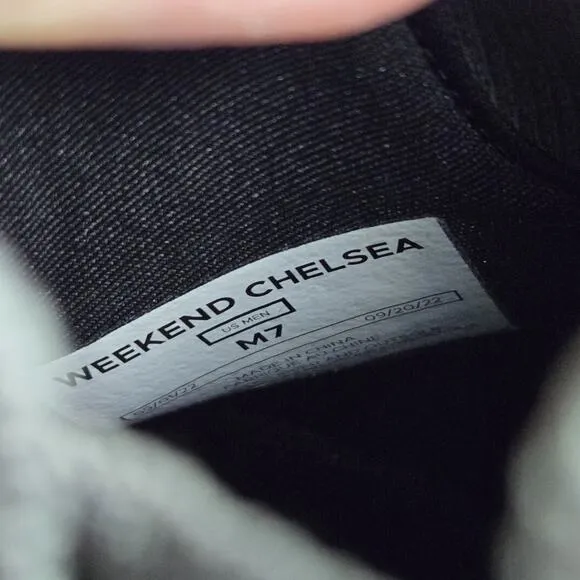 WEEKEND CHELSEA
US MEN
M7
09/20/22
MADE IN CHINA